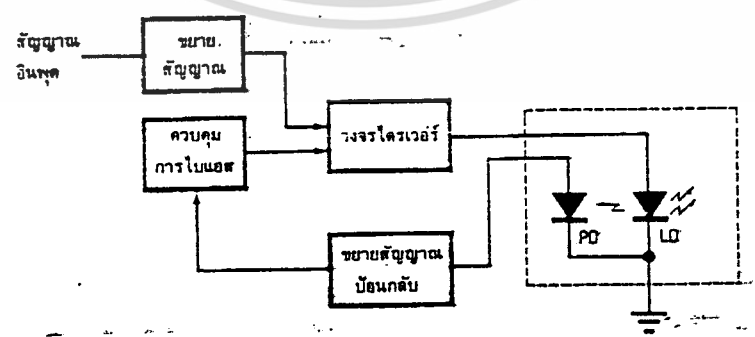 สัญญาณ
อินพุต
ขยาย
สัญญาณ
ควบคุม
การไบแอส
วงจรไดรเวอร์
ขยายสัญญาณ
ป้อนกลับ
PD
LD